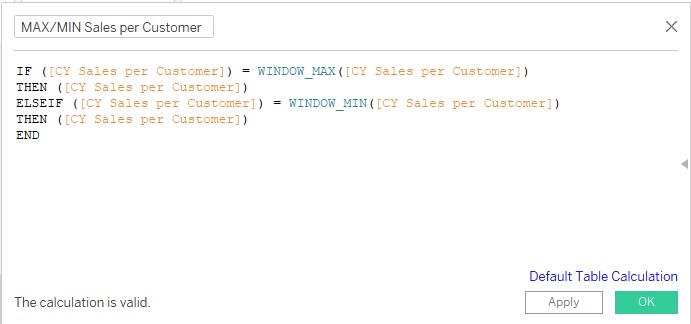 MAX/MIN Sales per Customer
IF ([CY Sales per Customer]) = WINDOW_MAX([CY Sales per Customer])
THEN ([CY Sales per Customer])
ELSEIF ([CY Sales per Customer]) = WINDOW_MIN([CY Sales per Customer])
THEN ([CY Sales per Customer])
END
Default Table Calculation
The calculation is valid.
Apply
OK